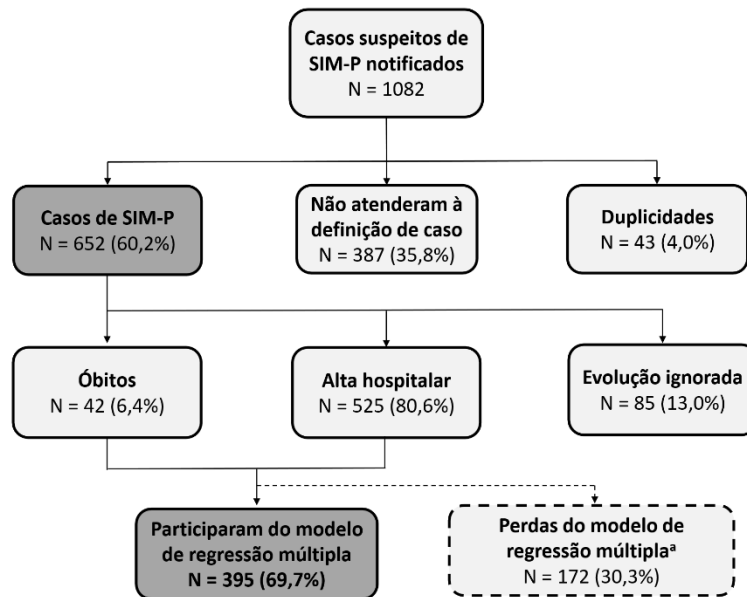 Casos suspeitos de
SIM-P notificados
N = 1082
Casos de SIM-P
N = 652 (60,2%)
Não atenderam à
definição de caso
N = 387 (35,8%)
Duplicidades
N = 43 (4,0%)
Óbitos
N = 42 (6,4%)
Alta hospitalar
N = 525 (80,6%)
Evolução ignorada
N = 85 (13,0%)
Participaram do modelo
de regressão múltipla
N = 395 (69,7%)
Perdas do modelo de
regressão múltiplaᵃ
N = 172 (30,3%)